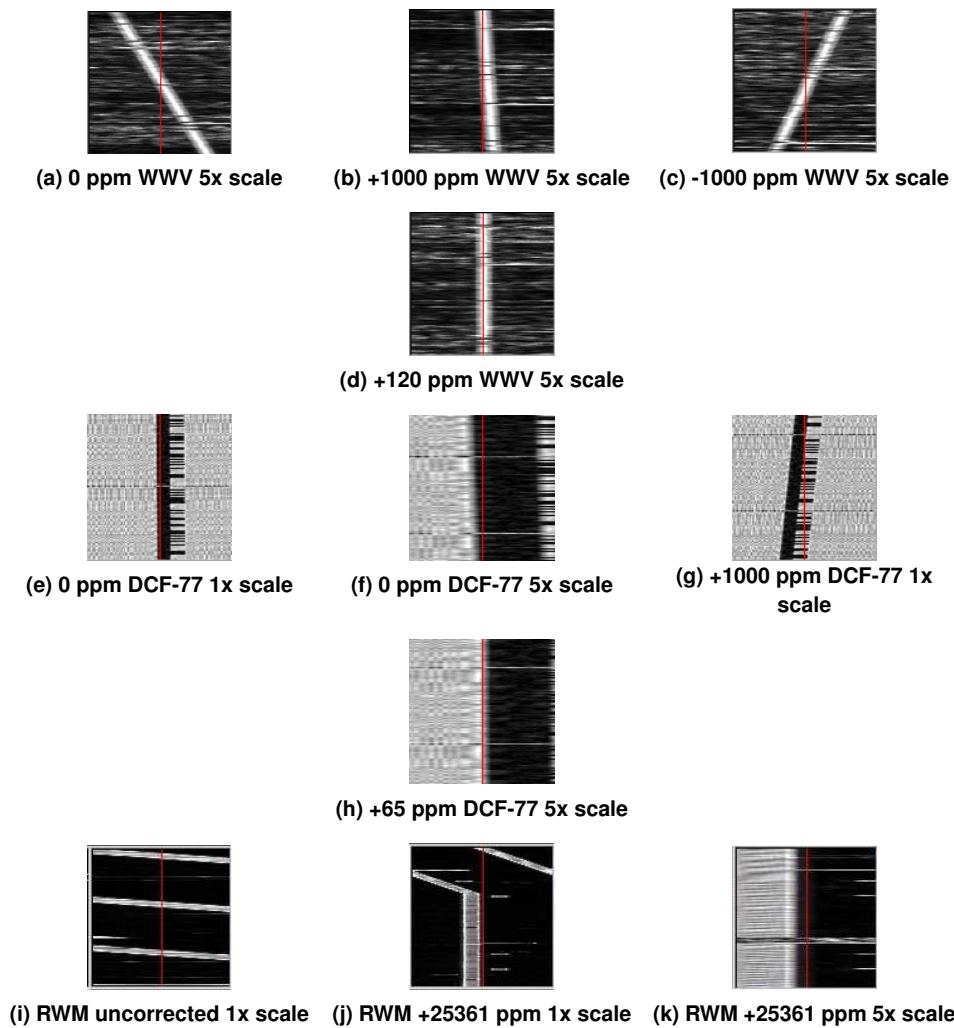 (a) 0 ppm WWV 5x scale
(b) +1000 ppm WWV 5x scale
(c) -1000 ppm WWV 5x scale
(d) +120 ppm WWV 5x scale
(e) 0 ppm DCF-77 1x scale
(f) 0 ppm DCF-77 5x scale
(g) +1000 ppm DCF-77 1x
scale
(h) +65 ppm DCF-77 5x scale
(i) RWM uncorrected 1x scale
(j) RWM +25361 ppm 1x scale
(k) RWM +25361 ppm 5x scale